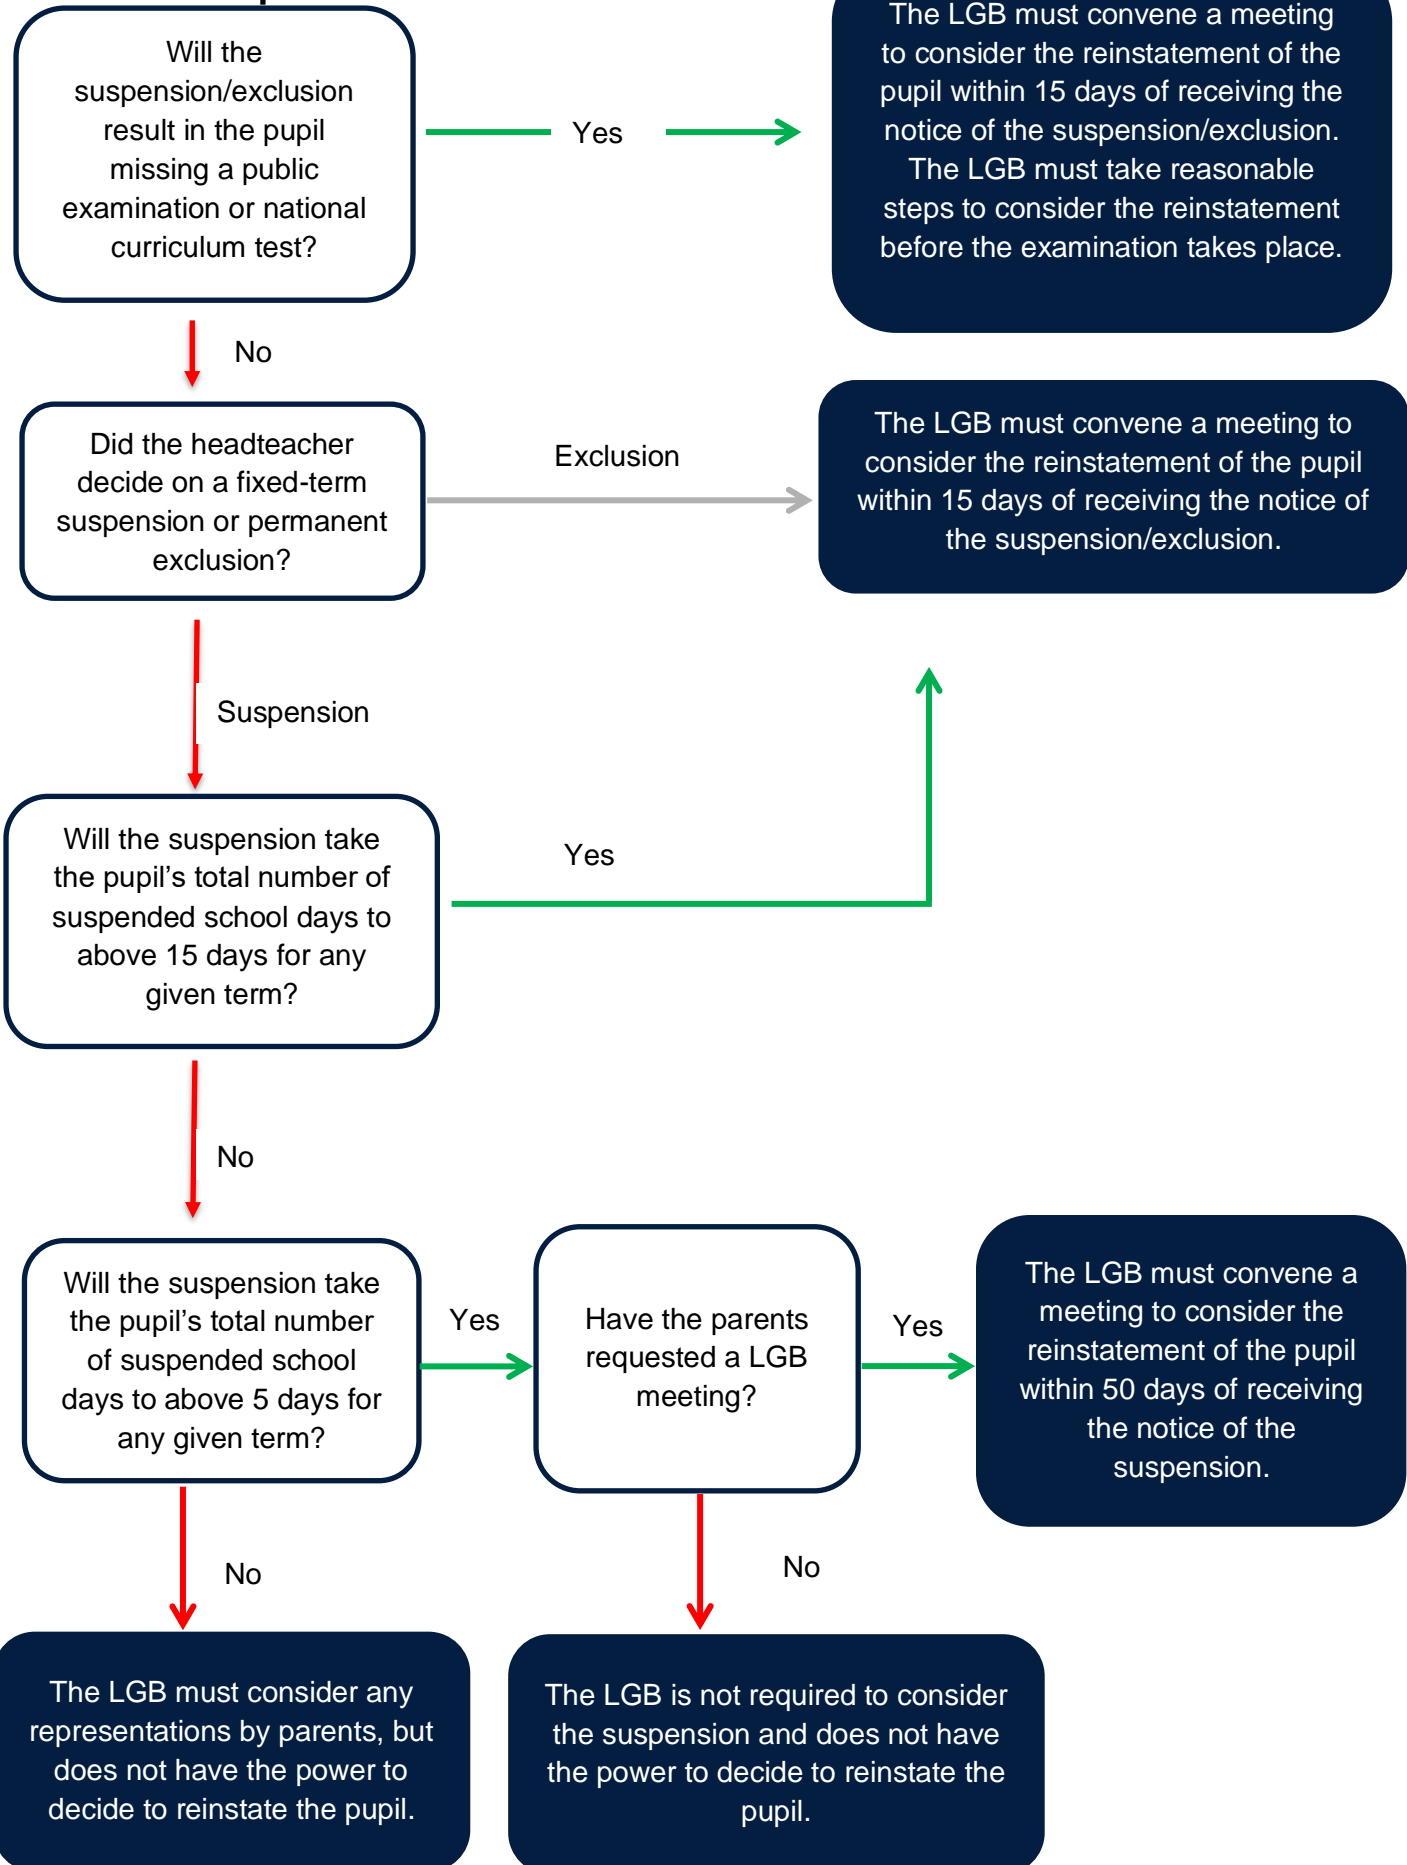 Will the
suspension/exclusion
result in the pupil
missing a public
examination or national
curriculum test?
Yes
The LGB must convene a meeting
to consider the reinstatement of the
pupil within 15 days of receiving the
notice of the suspension/exclusion.
The LGB must take reasonable
steps to consider the reinstatement
before the examination takes place.
No
Did the headteacher
decide on a fixed-term
suspension or permanent
exclusion?
Exclusion
The LGB must convene a meeting to
consider the reinstatement of the pupil
within 15 days of receiving the notice of
the suspension/exclusion.
Suspension
Will the suspension take
the pupil’s total number of
suspended school days to
above 15 days for any
given term?
Yes
No
Will the suspension take
the pupil’s total number
of suspended school
days to above 5 days for
any given term?
Yes
Have the parents
requested a LGB
meeting?
Yes
The LGB must convene a
meeting to consider the
reinstatement of the pupil
within 50 days of receiving
the notice of the
suspension.
No
No
The LGB must consider any
representations by parents, but
does not have the power to
decide to reinstate the pupil.
The LGB is not required to consider
the suspension and does not have
the power to decide to reinstate the
pupil.